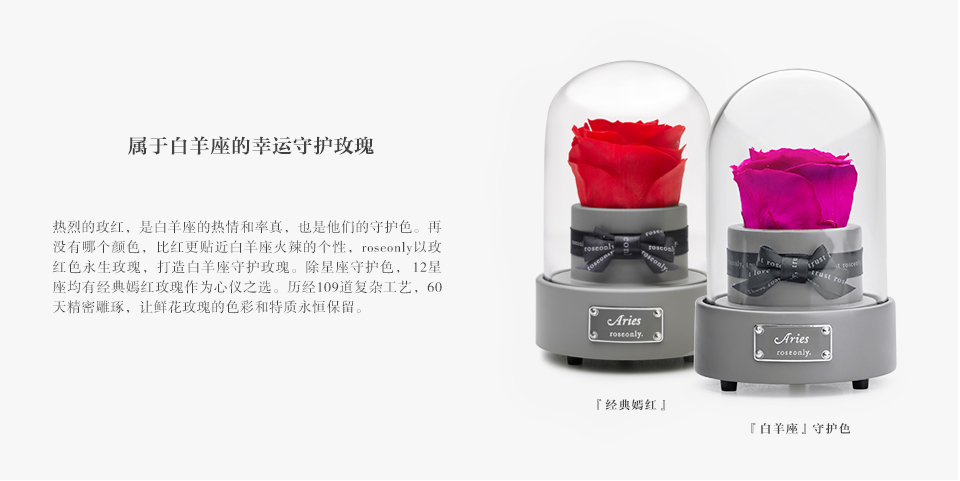 属于白羊座的幸运守护玫瑰
热烈的玫红，是白羊座的热情和率真，也是他们的守护色。再
没有哪个颜色，比红更贴近白羊座火辣的个性，roseonly以玫
红色永生玫瑰，打造白羊座守护玫瑰。除星座守护色，12星
座均有经典嫣红玫瑰作为心仪之选。历经109道复杂工艺，60
天精密雕琢，让鲜花玫瑰的色彩和特质永恒保留。
roseonly.
Aries
roseonly.
love
trust
Aries
roseonly.
『经典嫣红』
『白羊座』守护色